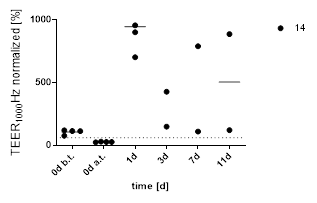 TEER1000Hz normalized [%]
1000
500
0
0d b.t.
0d a.t.
1d
3d
7d
11d
time [d]
14